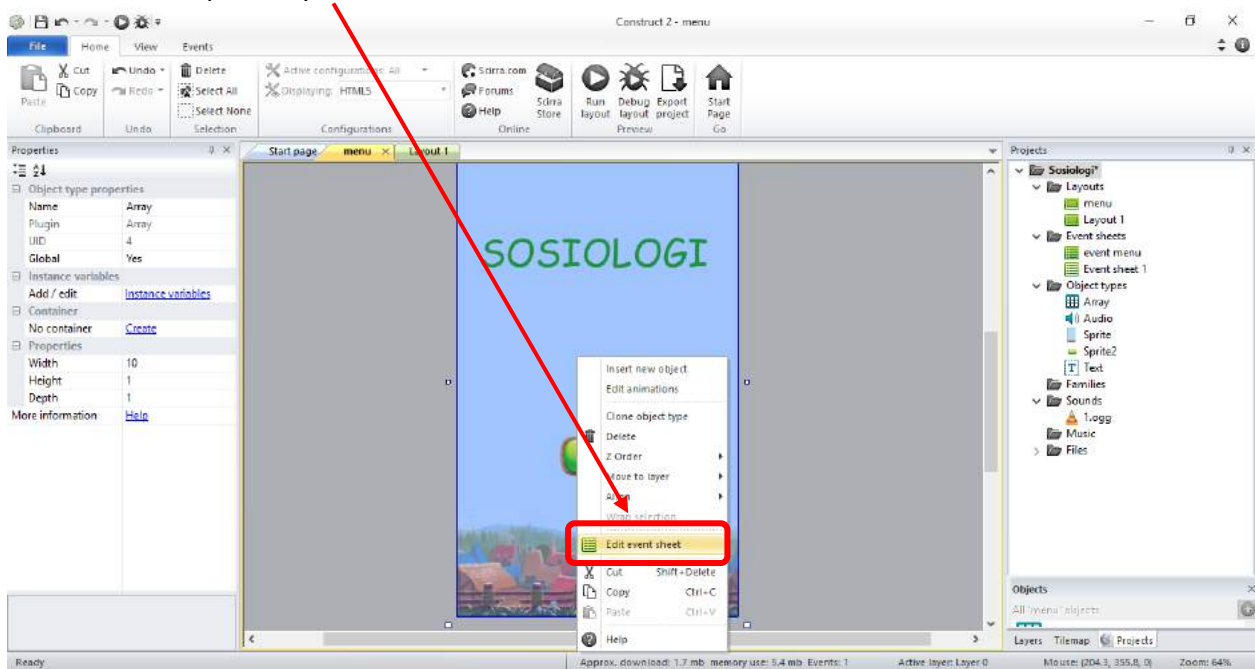 Construct 2 - menu
File Home View Events
Paste
Cut
Copy
Clipboard
Undo
Redo
Undo
Delete
Select All
Select None
Selection
Active configurations: All
Displaying: HTML5
Configurations
Scirra.com
Forums
Help
Scirra Store
Online
Run layout
Debug layout
Export project
Preview
Start Page
Go
Properties
Start page menu Layout 1
Projects
Object type properties
Name Array
Plugin Array
UID 4
Global Yes
Instance variables
Add / edit Instance variables
Container
No container Create
Properties
Width 10
Height 1
Depth 1
More information Help
SOSIOLOGI
Insert new object
Edit animations
Clone object type
Delete
Z Order
Move to layer
Align
Wrap selection
Edit event sheet
Cut Shift+Delete
Copy Ctrl+C
Paste Ctrl+V
Help
Sosiologi*
Layouts
menu
Layout 1
Event sheets
event menu
Event sheet 1
Object types
Array
Audio
Sprite
Sprite2
Text
Families
Sounds
1.ogg
Music
Files
Objects
All 'menu' objects
Layers Tilemap Projects
Ready
Approx. download: 1.7 mb memory use: 5.4 mb Events: 1
Active layer: Layer 0
Mouse: (204.3, 355.8, 0)
Zoom: 64%